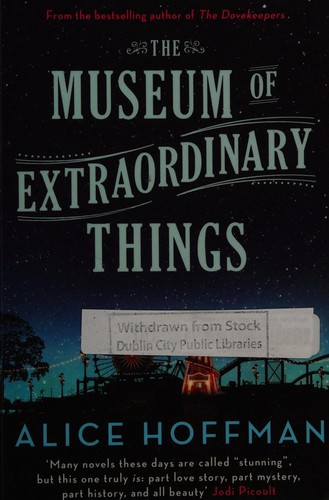 From the bestselling author of The Dovekeepers
THE
MUSEUM OF
EXTRAORDINARY
THINGS
Withdrawn from Stock
Dublin City Public Libraries
ALICE HOFFMAN
'Many novels these days are called "stunning",
but this one truly is: part love story, part mystery,
part history, and all beauty' Jodi Picoult